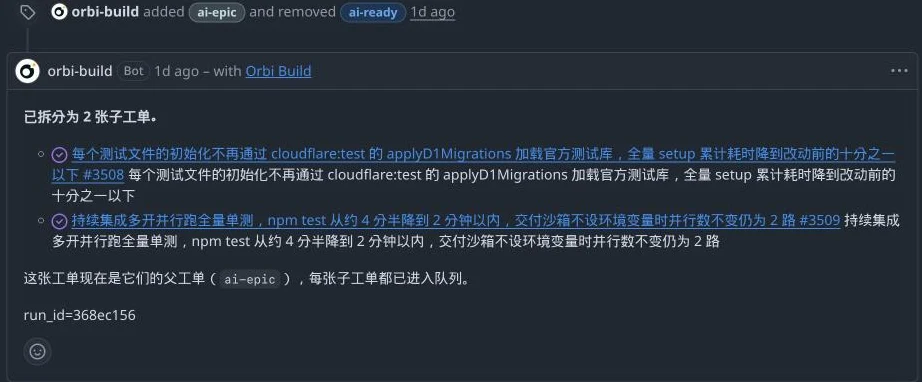 orbi-build added ai-epic and removed ai-ready 1d ago
orbi-build Bot 1d ago – with Orbi Build
已拆分为 2 张子工单。
每个测试文件的初始化不再通过 cloudflare:test 的 applyD1Migrations 加载官方测试库，全量 setup 累计耗时降到改动前的十分之一
以下 #3508 每个测试文件的初始化不再通过 cloudflare:test 的 applyD1Migrations 加载官方测试库，全量 setup 累计耗时降到改动前的
十分之一以下
持续集成多开并行跑全量单测，npm test 从约 4 分半降到 2 分钟以内，交付沙箱不设环境变量时并行数不变仍为 2 路 #3509 持续集成
多开并行跑全量单测，npm test 从约 4 分半降到 2 分钟以内，交付沙箱不设环境变量时并行数不变仍为 2 路
这张工单现在是它们的父工单（ai-epic），每张子工单都已进入队列。
run_id=368ec156